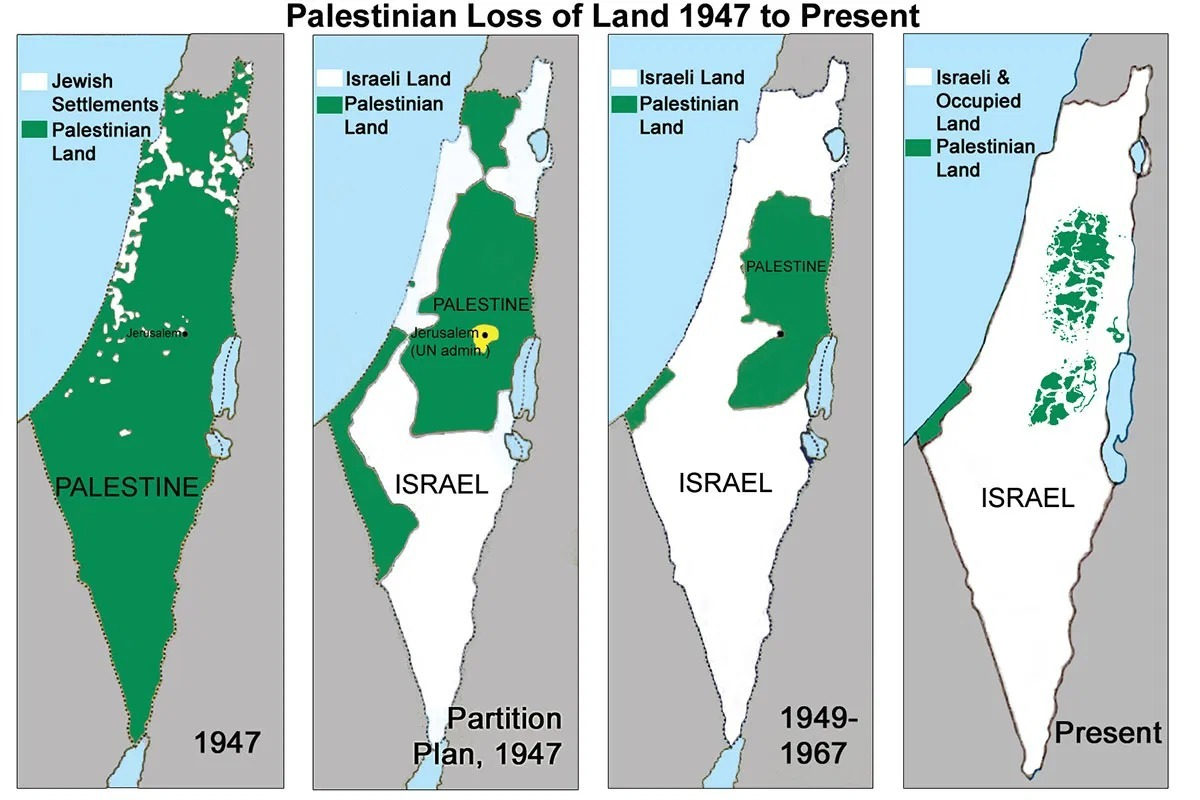 Palestinian Loss of Land 1947 to Present
Jewish
Settlements
Palestinian
Land
Jerusalem
PALESTINE
1947
Israeli Land
Palestinian
Land
PALESTINE
Jerusalem
(UN admin.)
ISRAEL
Partition
Plan, 1947
Israeli Land
Palestinian
Land
PALESTINE
ISRAEL
1949-
1967
Israeli &
Occupied
Land
Palestinian
Land
ISRAEL
Present